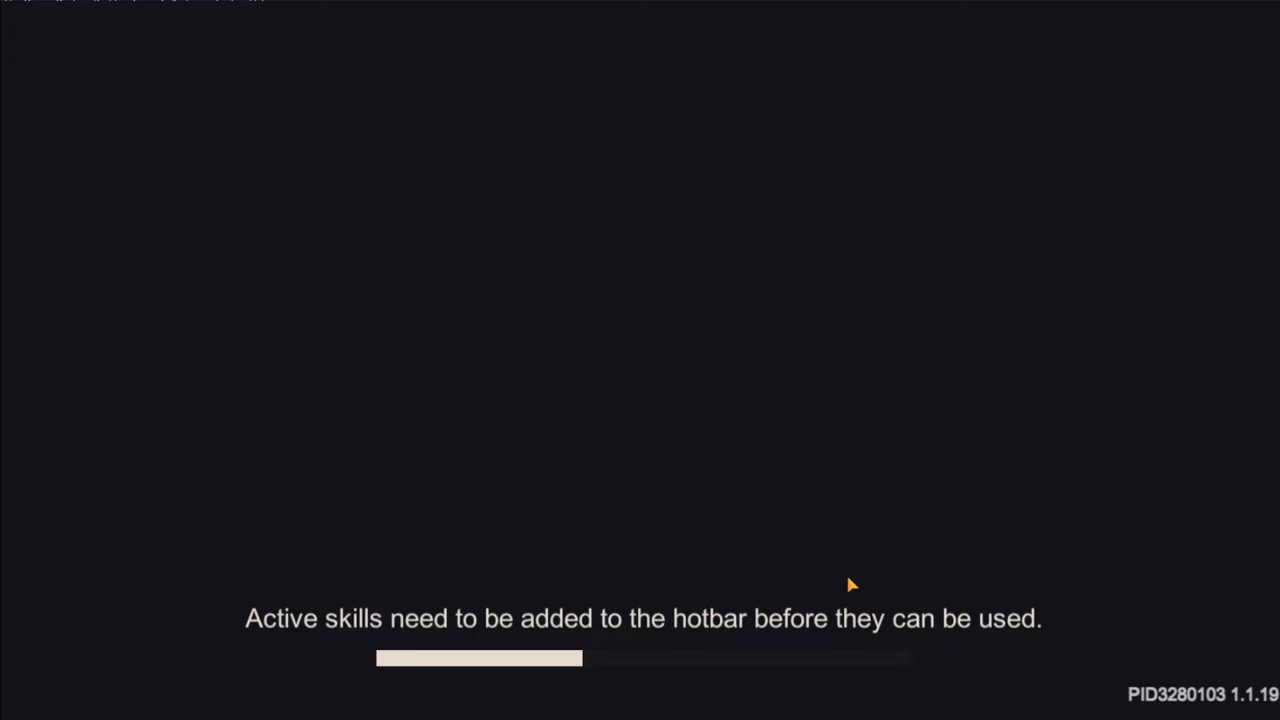 Active skills need to be added to the hotbar before they can be used.
PID3280103 1.1.19